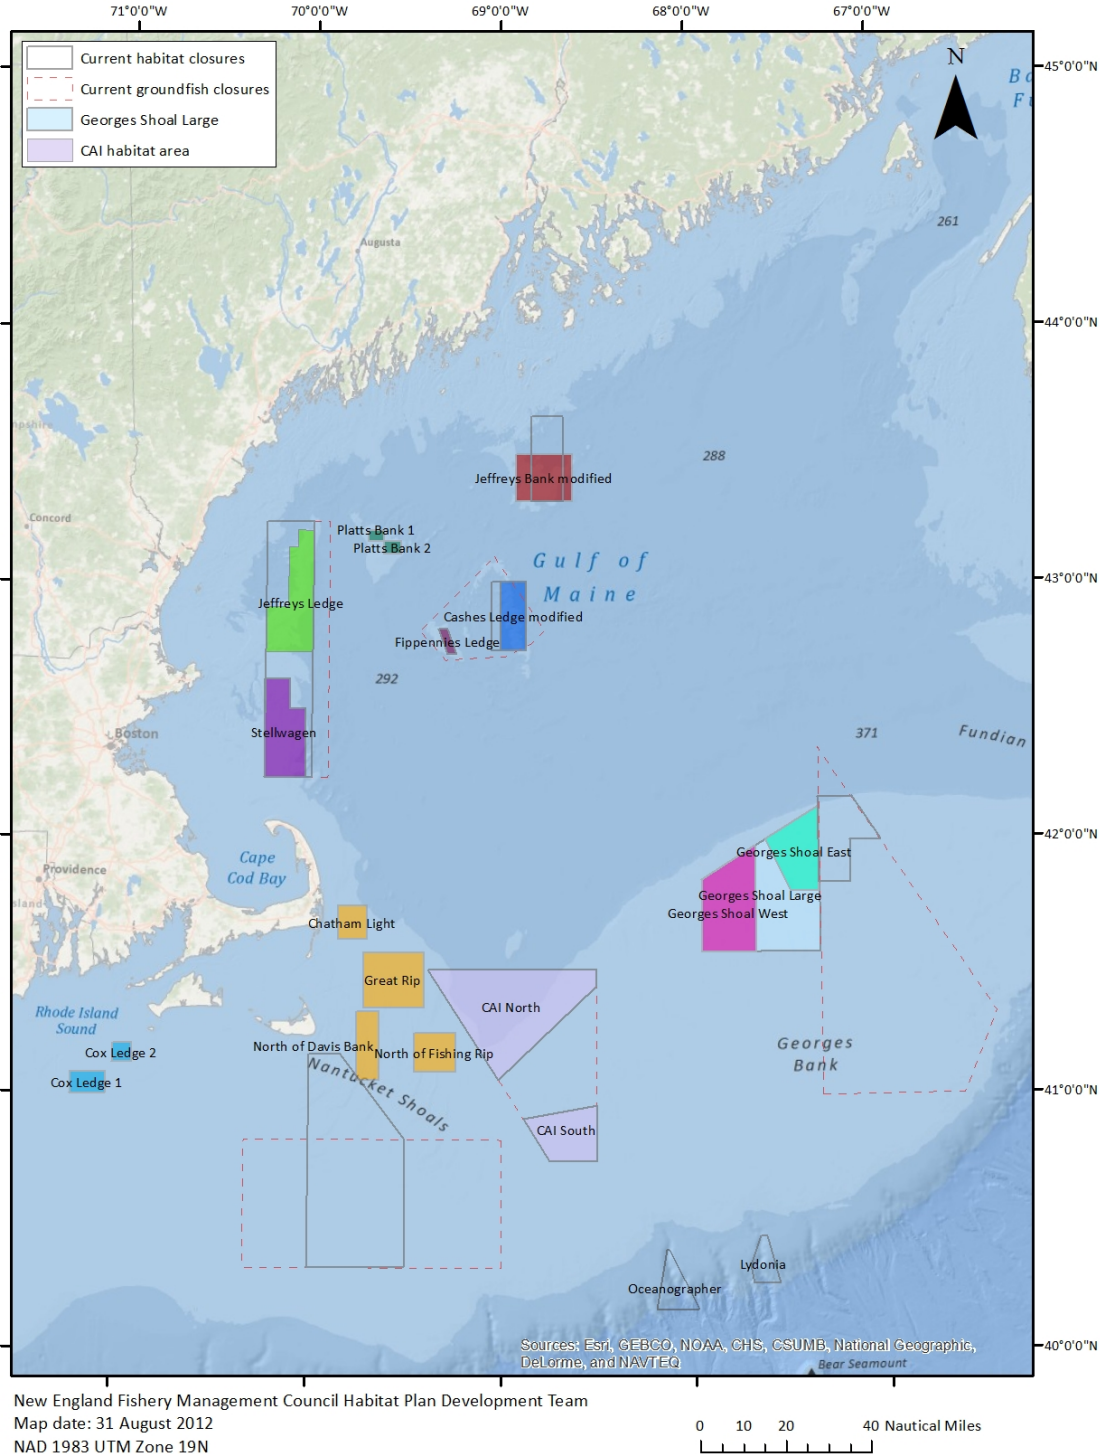 71°0'0"W
70°0'0"W
69°0'0"W
68°0'0"W
67°0'0"W
Current habitat closures
Current groundfish closures
Georges Shoal Large
CAI habitat area
N
45°0'0"N
261
Augusta
44°0'0"N
288
Jeffreys Bank modified
Concord
Platts Bank 1
Platts Bank 2
Gulf of
Maine
43°0'0"N
Jeffreys Ledge
Cashes Ledge modified
Fippennies Ledge
292
Stellwagen
Boston
371
Fundian
42°0'0"N
Georges Shoal East
Cape
Cod Bay
Providence
Georges Shoal Large
Georges Shoal West
Chatham Light
Great Rip
CAI North
Rhode Island
Sound
Cox Ledge 2
North of Davis Bank
North of Fishing Rip
Georges
Bank
Cox Ledge 1
Nantucket Shoals
41°0'0"N
CAI South
Lydonia
Oceanographer
Sources: Esri, GEBCO, NOAA, CHS, CSUMB, National Geographic,
DeLorme, and NAVTEQ
40°0'0"N
Bear Seamount
New England Fishery Management Council Habitat Plan Development Team
Map date: 31 August 2012
NAD 1983 UTM Zone 19N
0 10 20 40 Nautical Miles